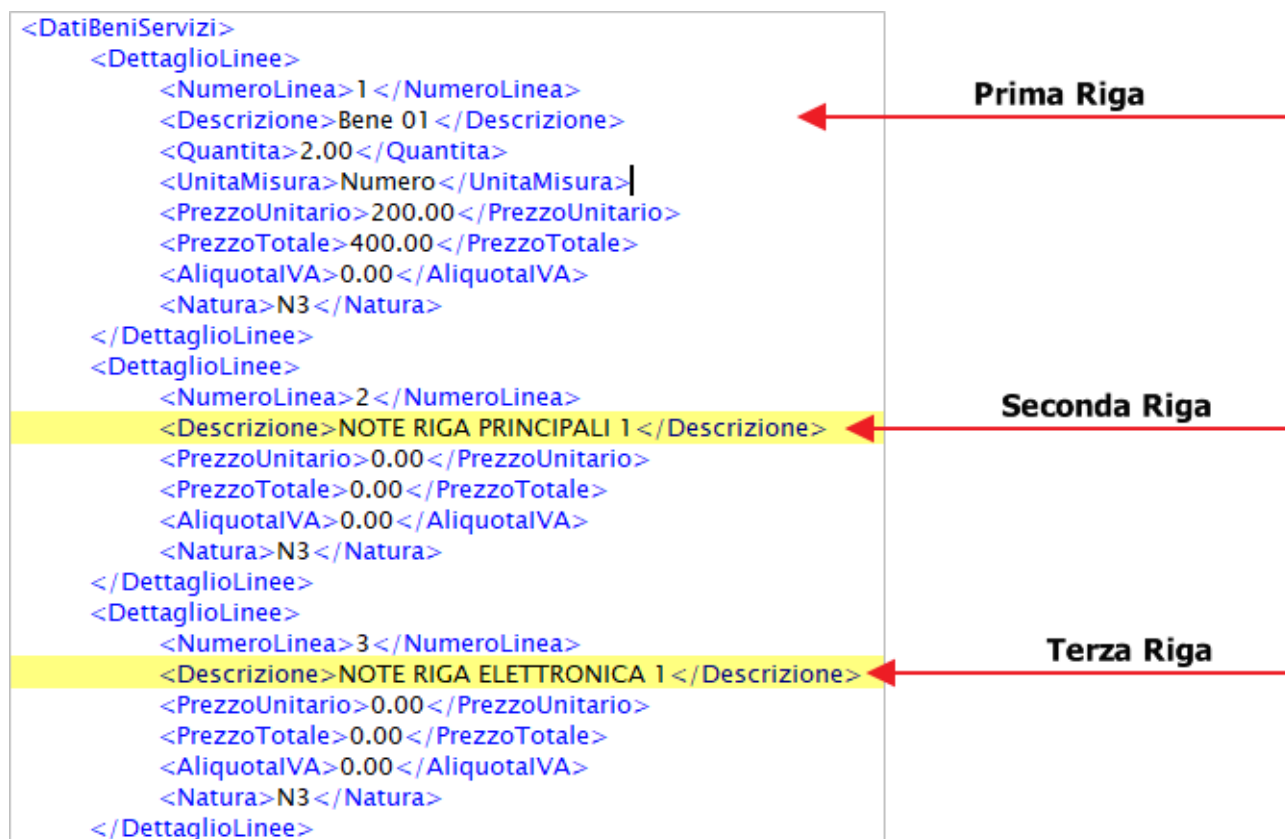 <DatiBeniServizi>
<DettaglioLinee>
<NumeroLinea>1</NumeroLinea>
Prima Riga
<Descrizione>Bene 01</Descrizione>
<Quantita>2.00</Quantita>
<UnitaMisura>Numero</UnitaMisura>
<PrezzoUnitario>200.00</PrezzoUnitario>
<PrezzoTotale>400.00</PrezzoTotale>
<AliquotaIVA>0.00</AliquotaIVA>
<Natura>N3</Natura>
</DettaglioLinee>
<DettaglioLinee>
<NumeroLinea>2</NumeroLinea>
Seconda Riga
<Descrizione>NOTE RIGA PRINCIPALI 1</Descrizione>
<PrezzoUnitario>0.00</PrezzoUnitario>
<PrezzoTotale>0.00</PrezzoTotale>
<AliquotaIVA>0.00</AliquotaIVA>
<Natura>N3</Natura>
</DettaglioLinee>
<DettaglioLinee>
<NumeroLinea>3</NumeroLinea>
Terza Riga
<Descrizione>NOTE RIGA ELETTRONICA 1</Descrizione>
<PrezzoUnitario>0.00</PrezzoUnitario>
<PrezzoTotale>0.00</PrezzoTotale>
<AliquotaIVA>0.00</AliquotaIVA>
<Natura>N3</Natura>
</DettaglioLinee>